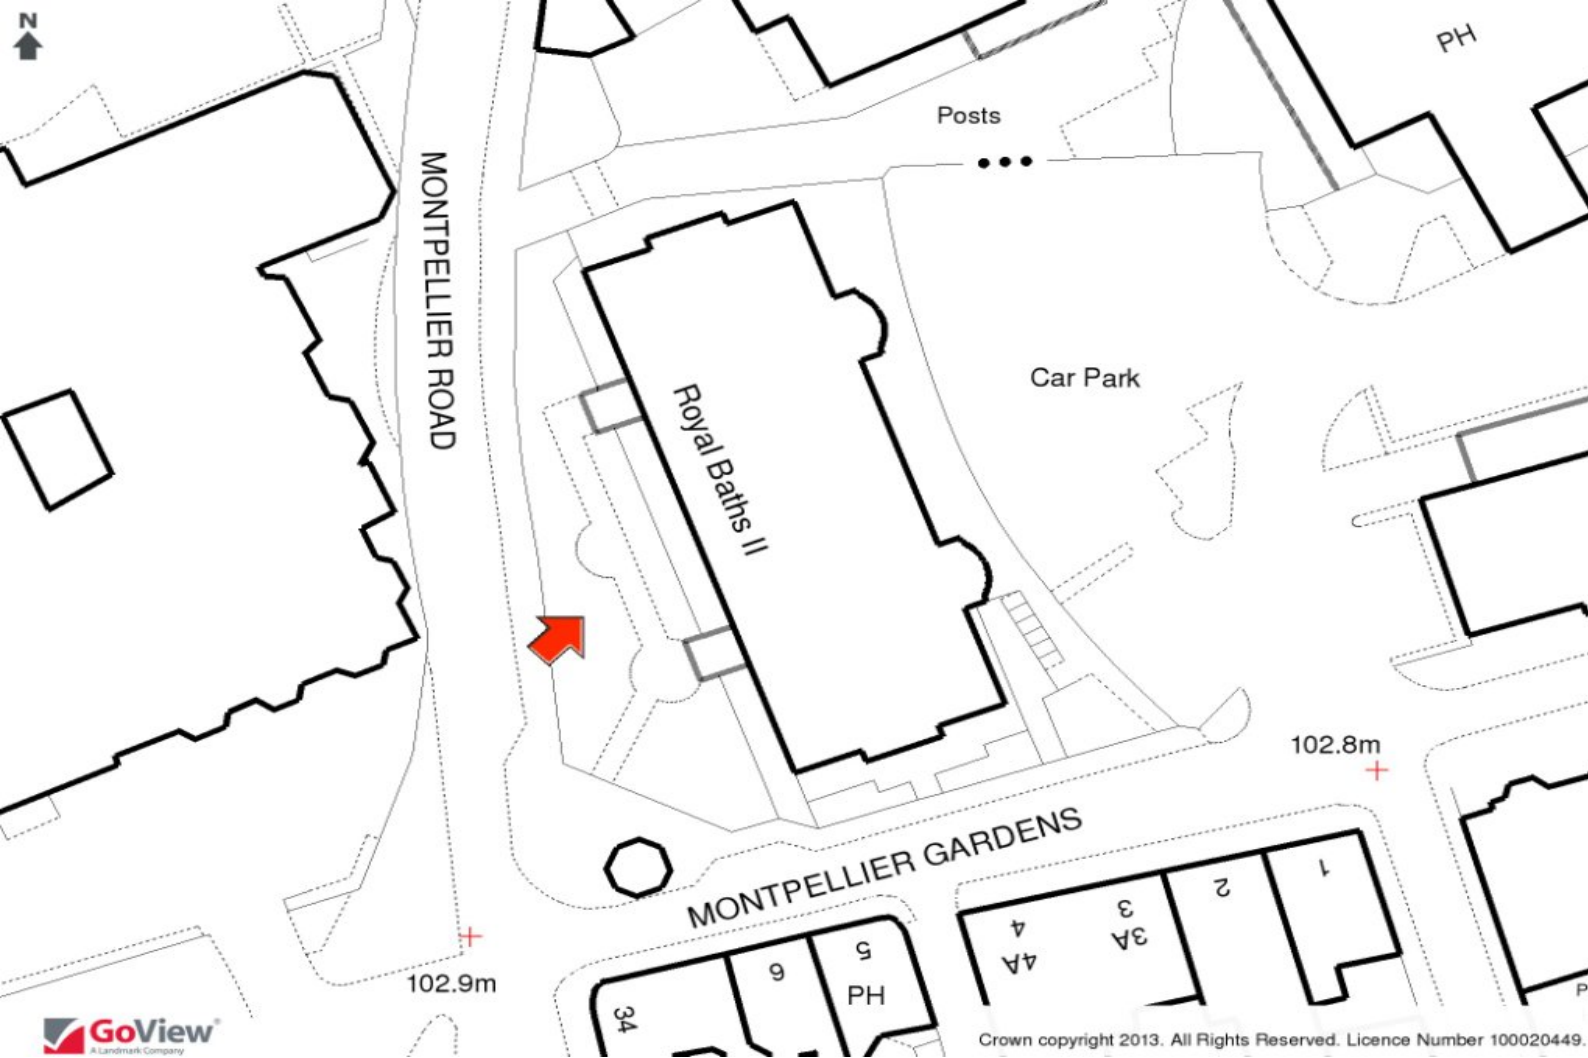 N
PH
Posts
MONTPELLIER ROAD
Car Park
Royal Baths II
102.8m
MONTPELLIER GARDENS
1
2
3
3A
4
4A
5
PH
6
34
102.9m
P
GoView®
A Landmark Company
Crown copyright 2013. All Rights Reserved. Licence Number 100020449.